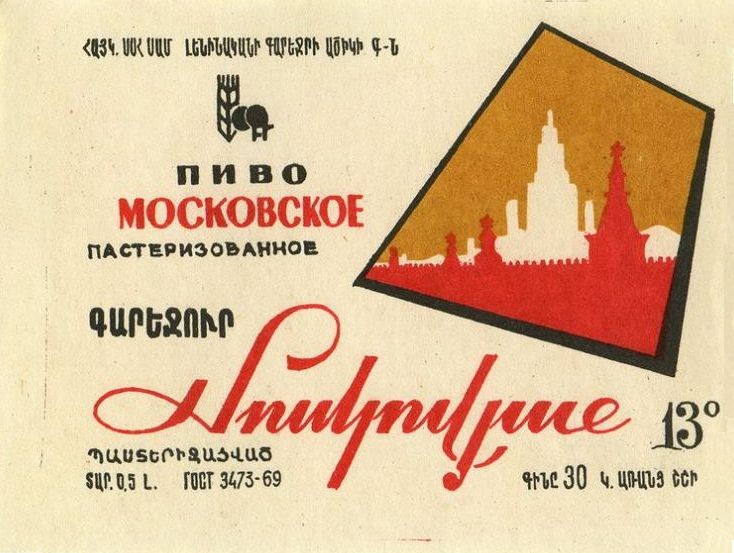 ՀԱՅԿ. ՍՍՀ ՍԱՄ ԼԵՆԻՆԱԿԱՆԻ ԳԱՐԵՋՐԻ ԱԾԻԿԻ Գ-Ն
ПИВО
МОСКОВСКОЕ
ПАСТЕРИЗОВАННОЕ
ԳԱՐԵՋՈՒՐ
Մոսկովյան
13°
ՊԱՍՏԵՐԻԶԱՑՎԱԾ
ՏԱՐ. 0,5 Լ. ГОСТ 3473-69
ԳԻՆԸ 30 Կ. ԱՌԱՆՑ ՇՇԻ